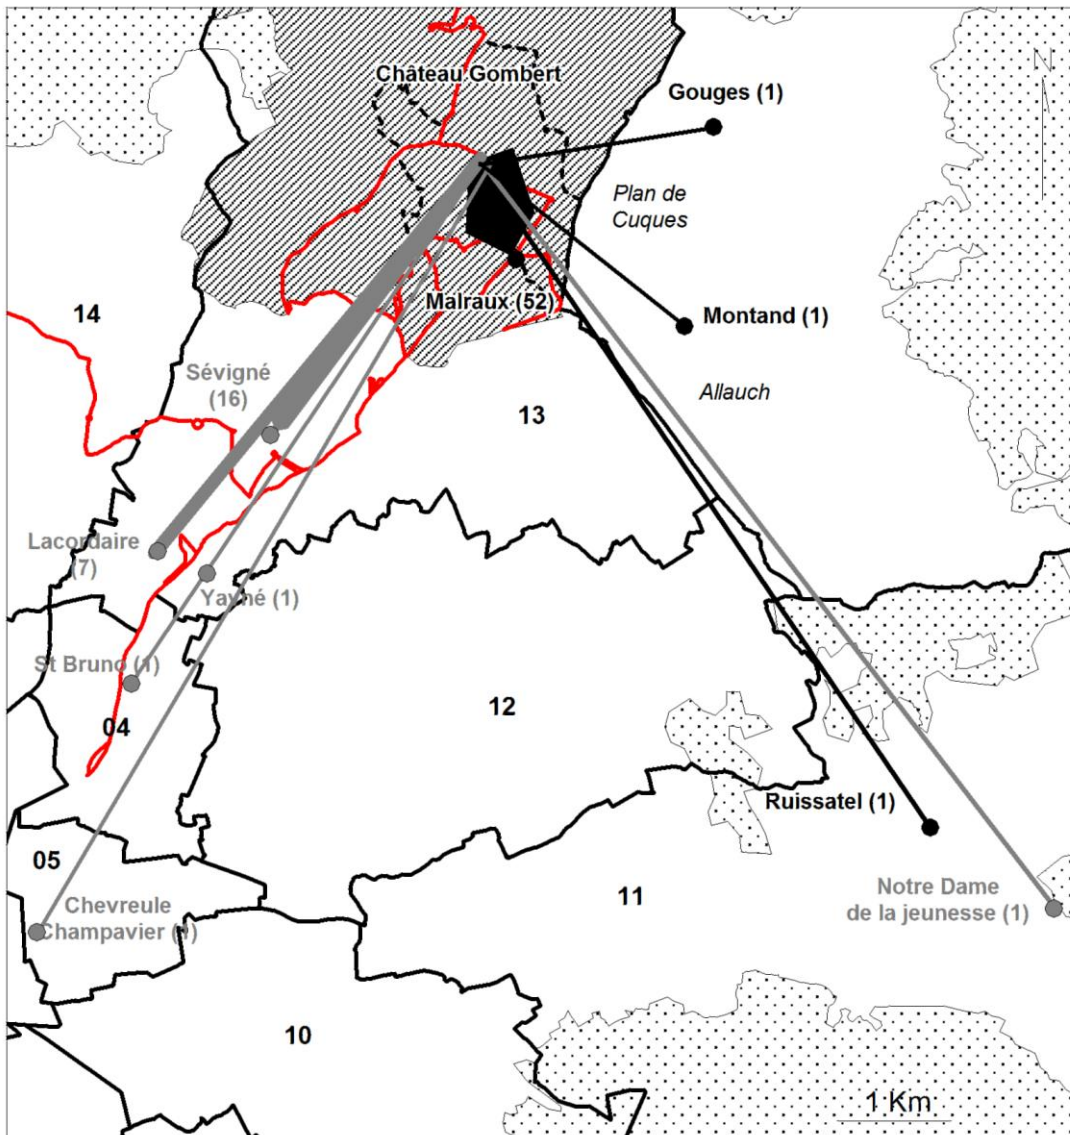 N
Château Gombert
Gouges (1)
Plan de
Cuques
14
Malraux (52)
Montand (1)
Sévigné
(16)
13
Allauch
Lacordaire
(7)
Yavné (1)
St Bruno (1)
04
12
Ruissatel (1)
05
11
Notre Dame
de la jeunesse (1)
Chevreule
Champavier (1)
10
1 Km